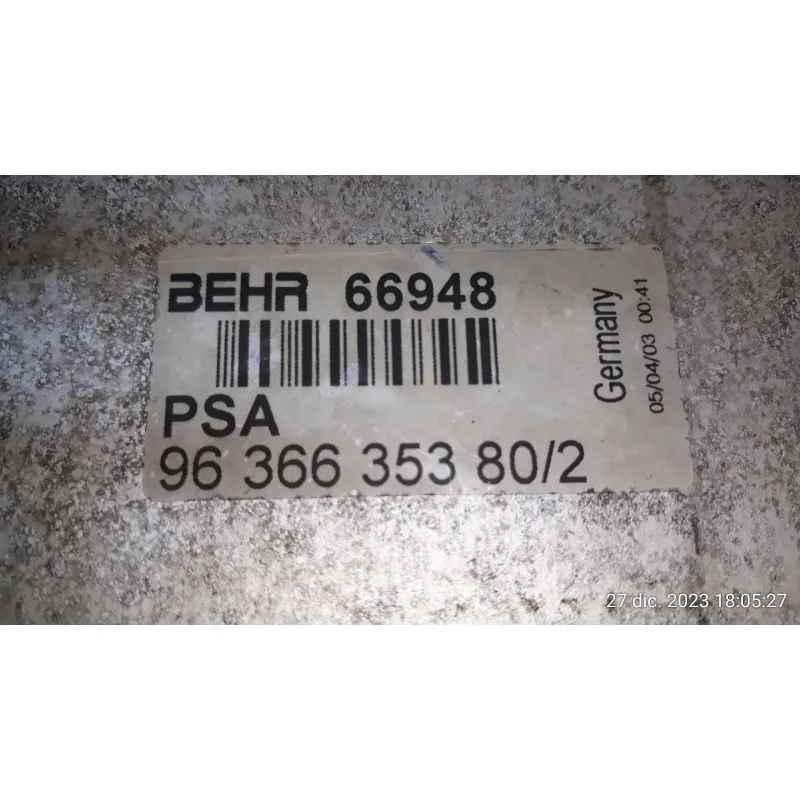 BEHR 66948
PSA
96 366 353 80/2
Germany
05/04/03 00:41
27 dic. 2023 18:05:27